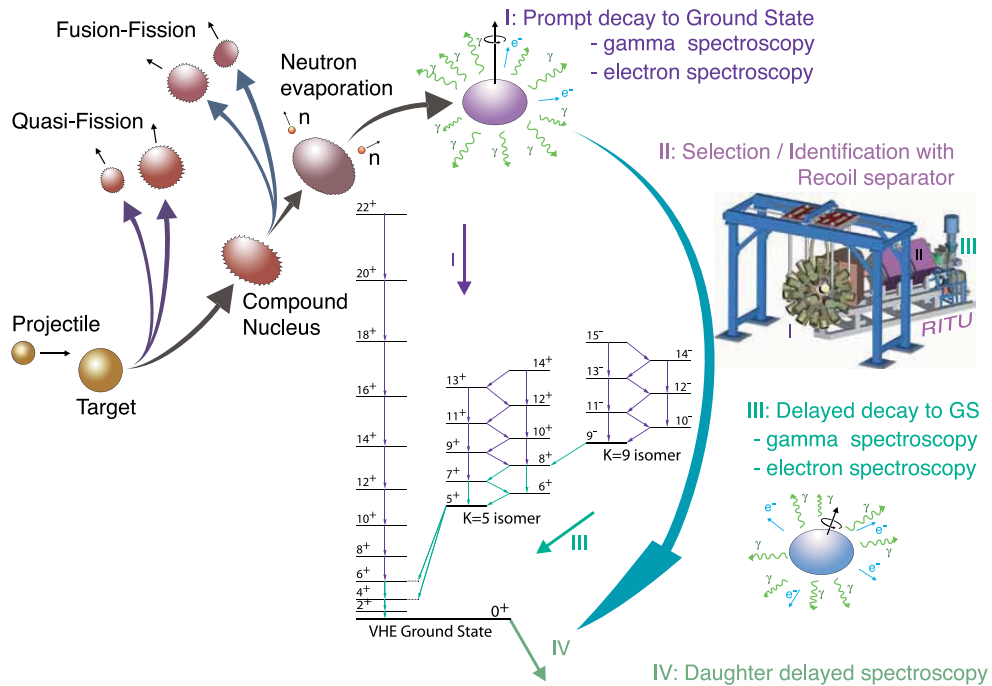 I: Prompt decay to Ground State
- gamma spectroscopy
- electron spectroscopy
Fusion-Fission
Neutron
evaporation
n
n
Quasi-Fission
Compound
Nucleus
Projectile
Target
e⁻
e⁻
γ
γ
γ
γ
γ
γ
γ
γ
γ
γ
γ
γ
II: Selection / Identification with
Recoil separator
I
II
III
RITU
22⁺
20⁺
18⁺
16⁺
14⁺
12⁺
10⁺
8⁺
6⁺
4⁺
2⁺
0⁺
VHE Ground State
I
14⁺
13⁺
12⁺
11⁺
10⁺
9⁺
8⁺
7⁺
6⁺
5⁺
K=5 isomer
15⁻
14⁻
13⁻
12⁻
11⁻
10⁻
9⁻
K=9 isomer
III
IV
III: Delayed decay to GS
- gamma spectroscopy
- electron spectroscopy
e⁻
e⁻
e⁻
e⁻
γ
γ
γ
γ
γ
γ
γ
γ
γ
IV: Daughter delayed spectroscopy